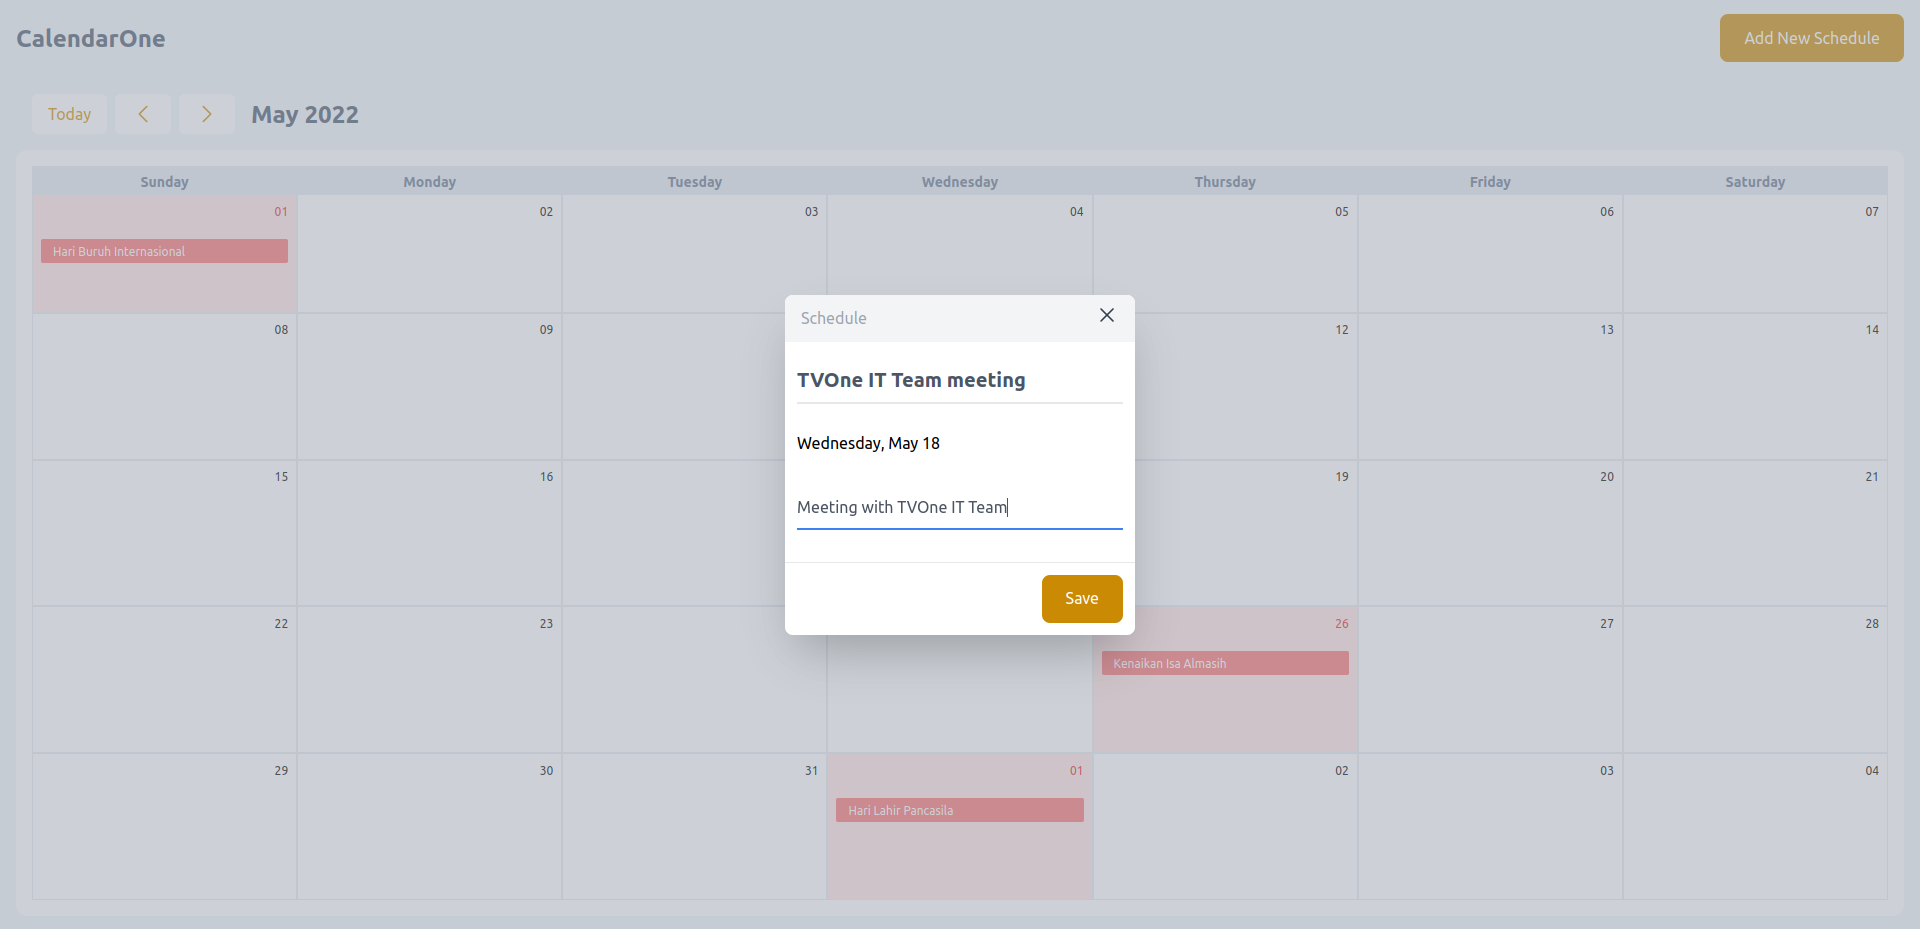 CalendarOne
Add New Schedule
Today
May 2022
Sunday Monday Tuesday Wednesday Thursday Friday Saturday
01 02 03 04 05 06 07
Hari Buruh Internasional
08 09 12 13 14
15 16 19 20 21
22 23 26 27 28
Kenaikan Isa Almasih
29 30 31 01 02 03 04
Hari Lahir Pancasila
Schedule
TVOne IT Team meeting
Wednesday, May 18
Meeting with TVOne IT Team
Save